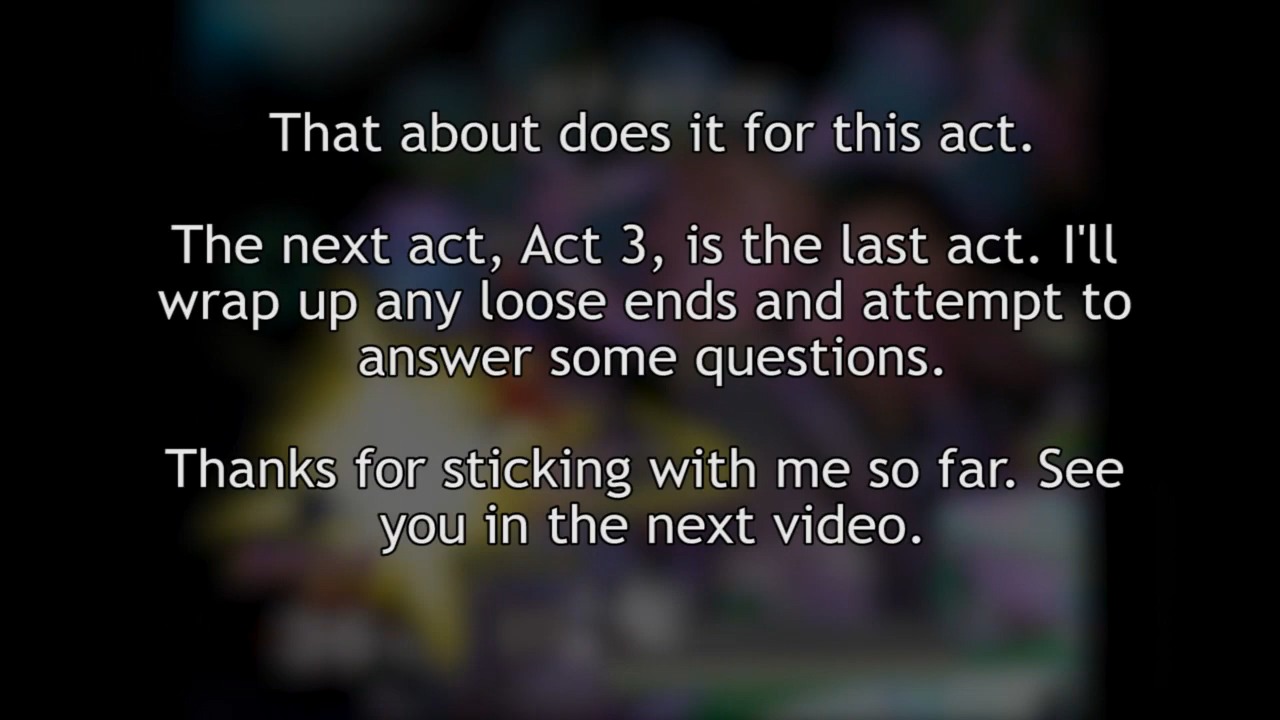 That about does it for this act.
The next act, Act 3, is the last act. I'll
wrap up any loose ends and attempt to
answer some questions.
Thanks for sticking with me so far. See
you in the next video.